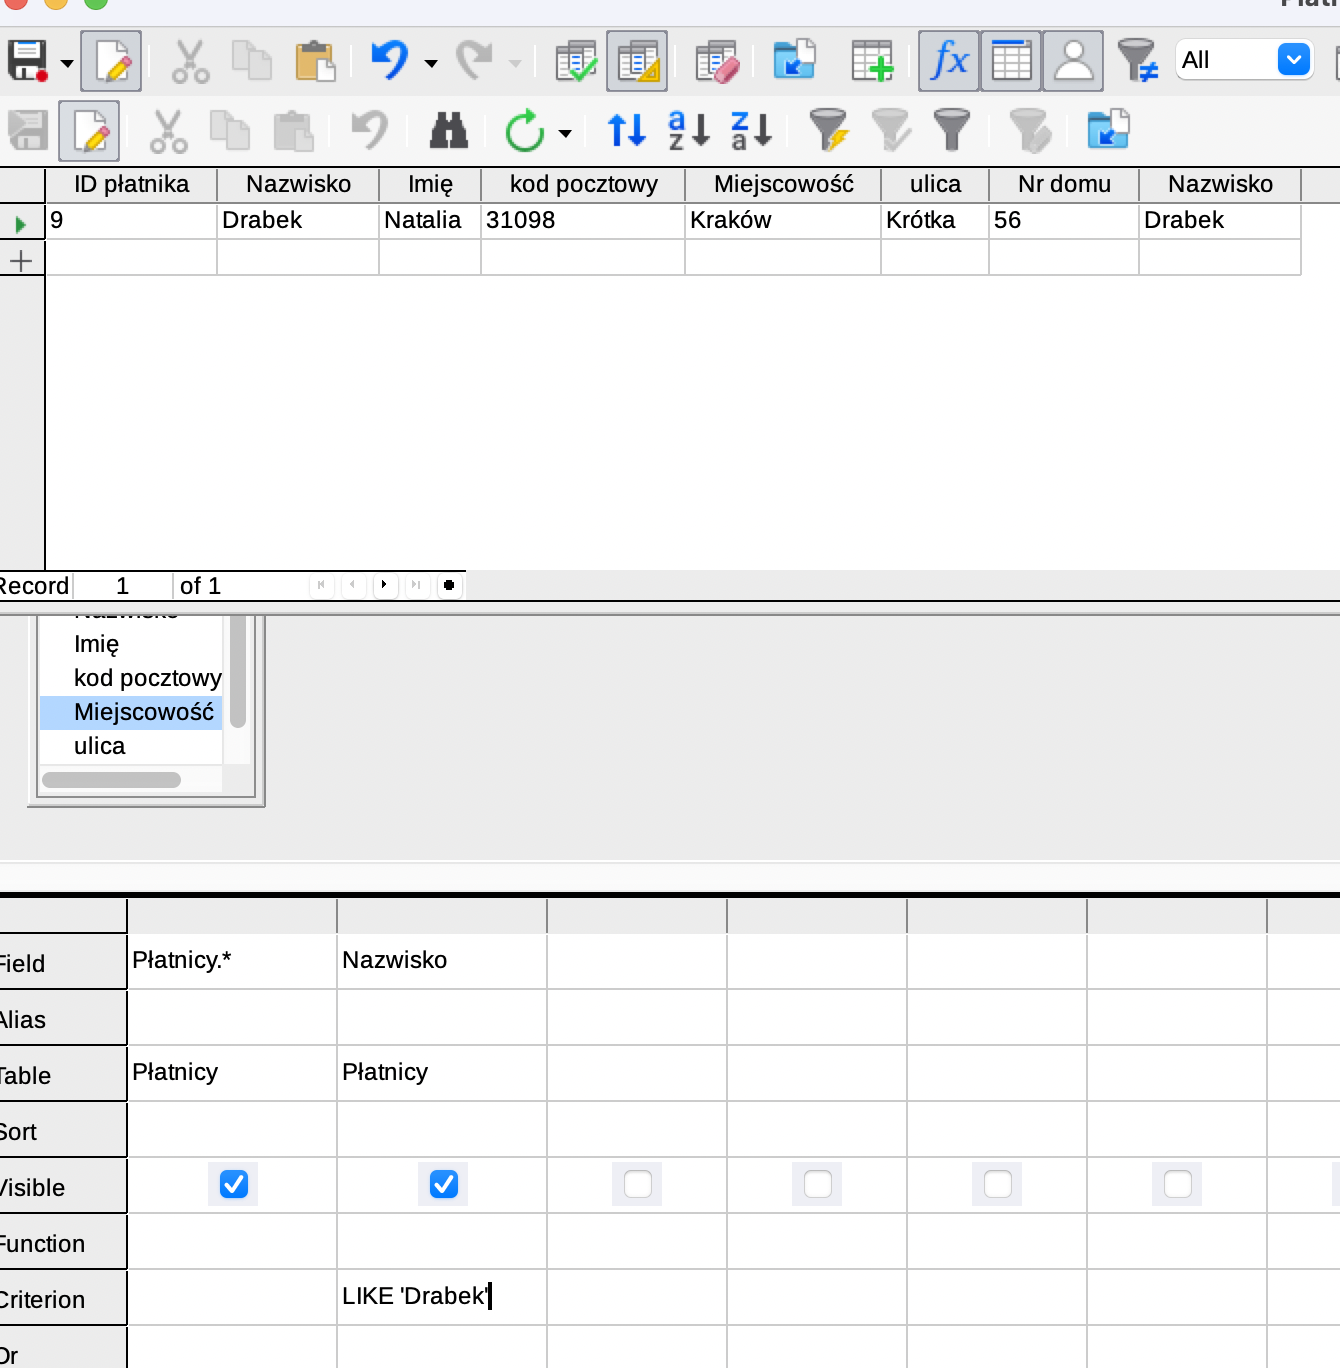 All
ID płatnika Nazwisko Imię kod pocztowy Miejscowość ulica Nr domu Nazwisko
9 Drabek Natalia 31098 Kraków Krótka 56 Drabek
Record 1 of 1
Imię
kod pocztowy
Miejscowość
ulica
Field Płatnicy.* Nazwisko
Alias
Table Płatnicy Płatnicy
Sort
Visible
Function
Criterion LIKE 'Drabek'
Or